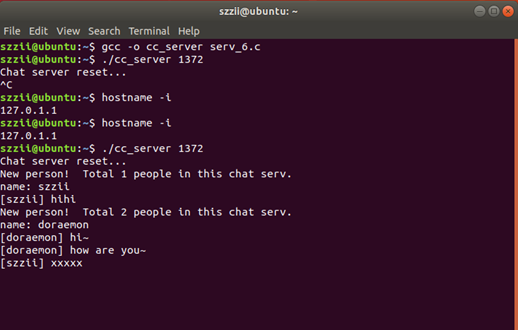 szzii@ubuntu: ~
File Edit View Search Terminal Help
szzii@ubuntu:~$ gcc -o cc_server serv_6.c
szzii@ubuntu:~$ ./cc_server 1372
Chat server reset...
^C
szzii@ubuntu:~$ hostname -i
127.0.1.1
szzii@ubuntu:~$ hostname -i
127.0.1.1
szzii@ubuntu:~$ ./cc_server 1372
Chat server reset...
New person!  Total 1 people in this chat serv.
name: szzii
[szzii] hihi
New person!  Total 2 people in this chat serv.
name: doraemon
[doraemon] hi~
[doraemon] how are you~
[szzii] xxxxx